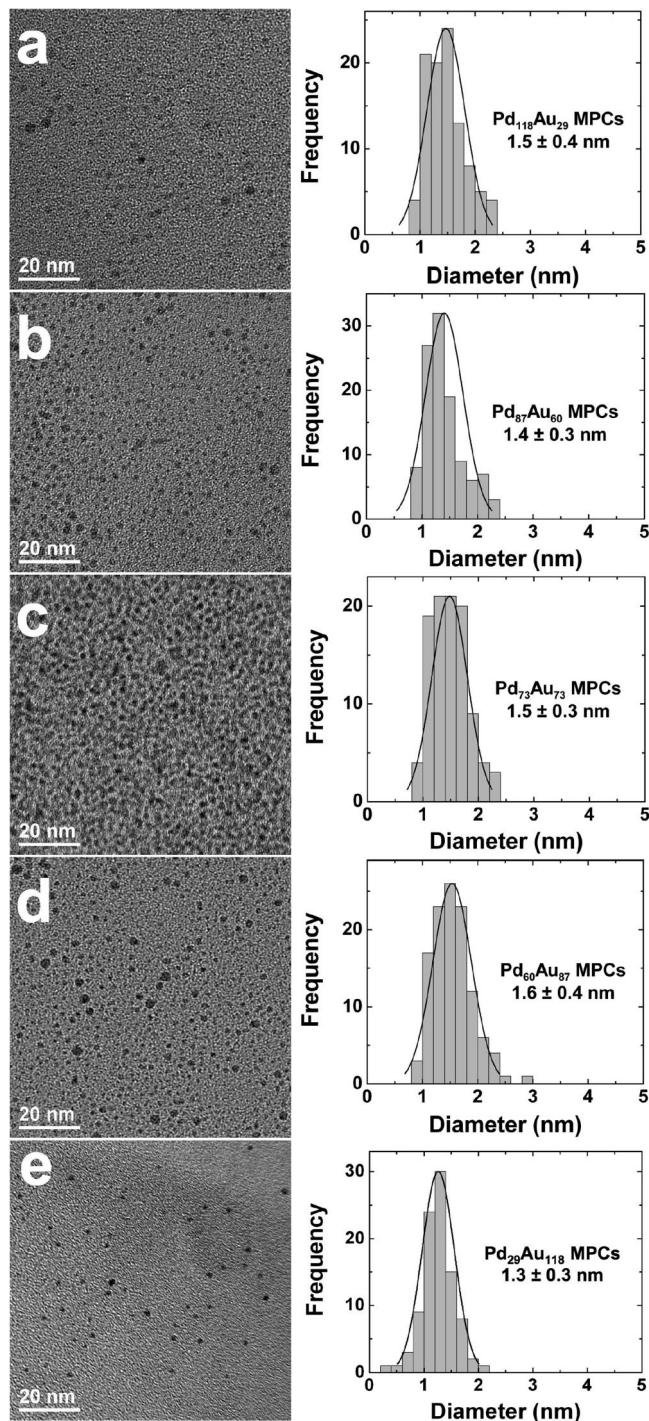 a
20 nm
Frequency
20
10
0
Pd₁₁₈Au₂₉ MPCs
1.5 ± 0.4 nm
0 1 2 3 4 5
Diameter (nm)
b
20 nm
Frequency
30
20
10
0
Pd₈₇Au₆₀ MPCs
1.4 ± 0.3 nm
0 1 2 3 4 5
Diameter (nm)
c
20 nm
Frequency
20
10
0
Pd₇₃Au₇₃ MPCs
1.5 ± 0.3 nm
0 1 2 3 4 5
Diameter (nm)
d
20 nm
Frequency
20
10
0
Pd₆₀Au₈₇ MPCs
1.6 ± 0.4 nm
0 1 2 3 4 5
Diameter (nm)
e
20 nm
Frequency
30
20
10
0
Pd₂₉Au₁₁₈ MPCs
1.3 ± 0.3 nm
0 1 2 3 4 5
Diameter (nm)